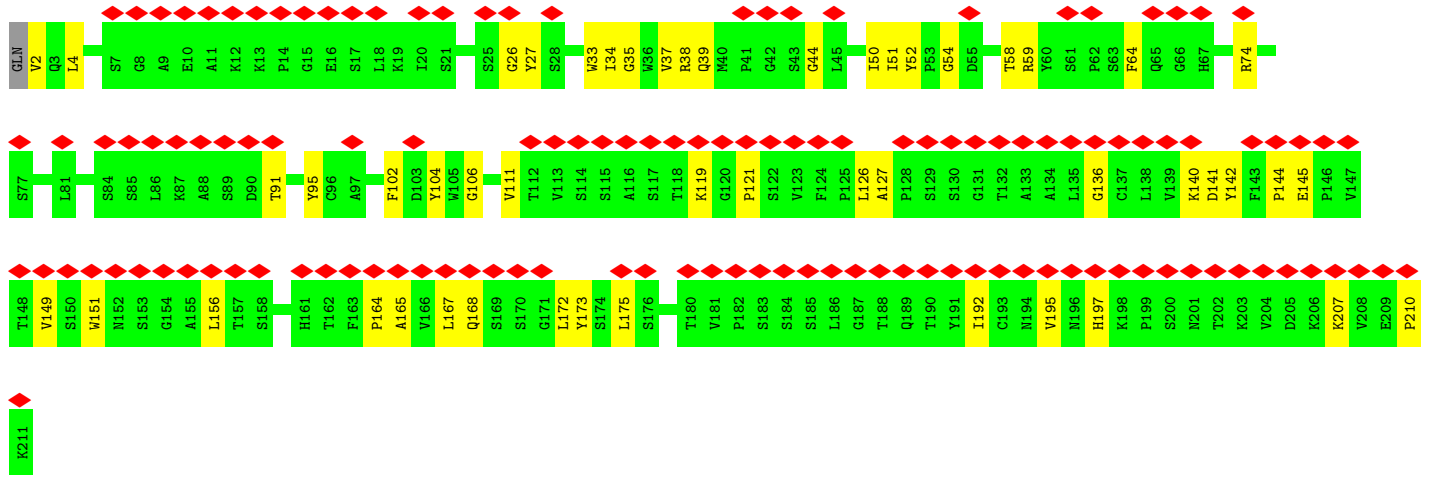 GLN V2 Q3 L4 S7 G8 A9 E10 A11 K12 K13 P14 G15 E16 S17 L18 K19 I20 S21 S25 G26 Y27 S28 W33 I34 G35 W36 V37 R38 Q39 M40 P41 G42 S43 G44 L45 I50 I51 Y52 P53 G54 D55 T58 R59 Y60 S61 P62 S63 F64 Q65 G66 H67 R74
S77 L81 S84 S85 L86 K87 A88 S89 D90 T91 Y95 C96 A97 F102 D103 Y104 W105 G106 V111 T112 V113 S114 S115 A116 S117 T118 K119 G120 P121 S122 V123 F124 P125 L126 A127 P128 S129 S130 G131 T132 A133 A134 L135 G136 C137 L138 V139 K140 D141 Y142 F143 P144 E145 P146 V147
T148 V149 S150 W151 N152 S153 G154 A155 L156 T157 S158 H161 T162 F163 P164 A165 V166 L167 Q168 S169 S170 G171 L172 Y173 S174 L175 S176 T180 V181 P182 S183 S184 S185 L186 G187 T188 Q189 T190 Y191 I192 C193 N194 V195 N196 H197 K198 P199 S200 N201 T202 K203 V204 D205 K206 K207 V208 E209 P210
K211